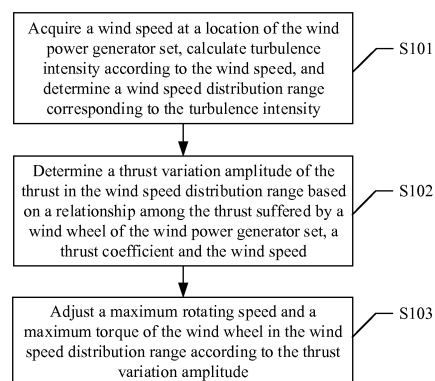 Acquire a wind speed at a location of the wind
power generator set, calculate turbulence
intensity according to the wind speed, and
determine a wind speed distribution range
corresponding to the turbulence intensity
S101
Determine a thrust variation amplitude of the
thrust in the wind speed distribution range based
on a relationship among the thrust suffered by a
wind wheel of the wind power generator set, a
thrust coefficient and the wind speed
S102
Adjust a maximum rotating speed and a
maximum torque of the wind wheel in the wind
speed distribution range according to the thrust
variation amplitude
S103